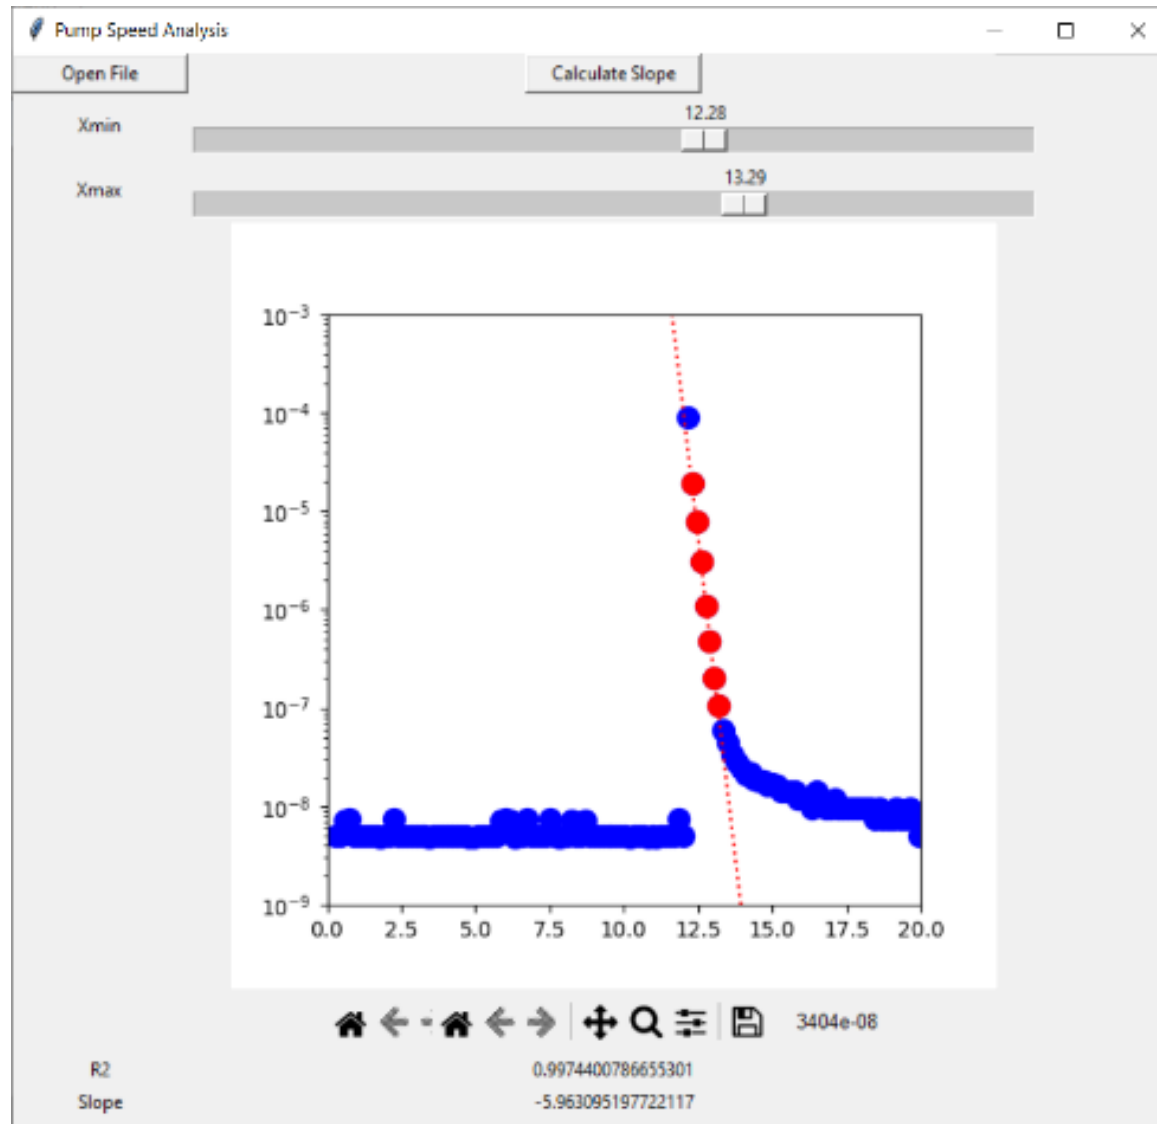 Pump Speed Analysis
Open File
Calculate Slope
12.28
Xmin
13.29
Xmax
10⁻³
10⁻⁴
10⁻⁵
10⁻⁶
10⁻⁷
10⁻⁸
10⁻⁹
0.0 2.5 5.0 7.5 10.0 12.5 15.0 17.5 20.0
3404e-08
R2 0.9974400786655301
Slope -5.963095197722117